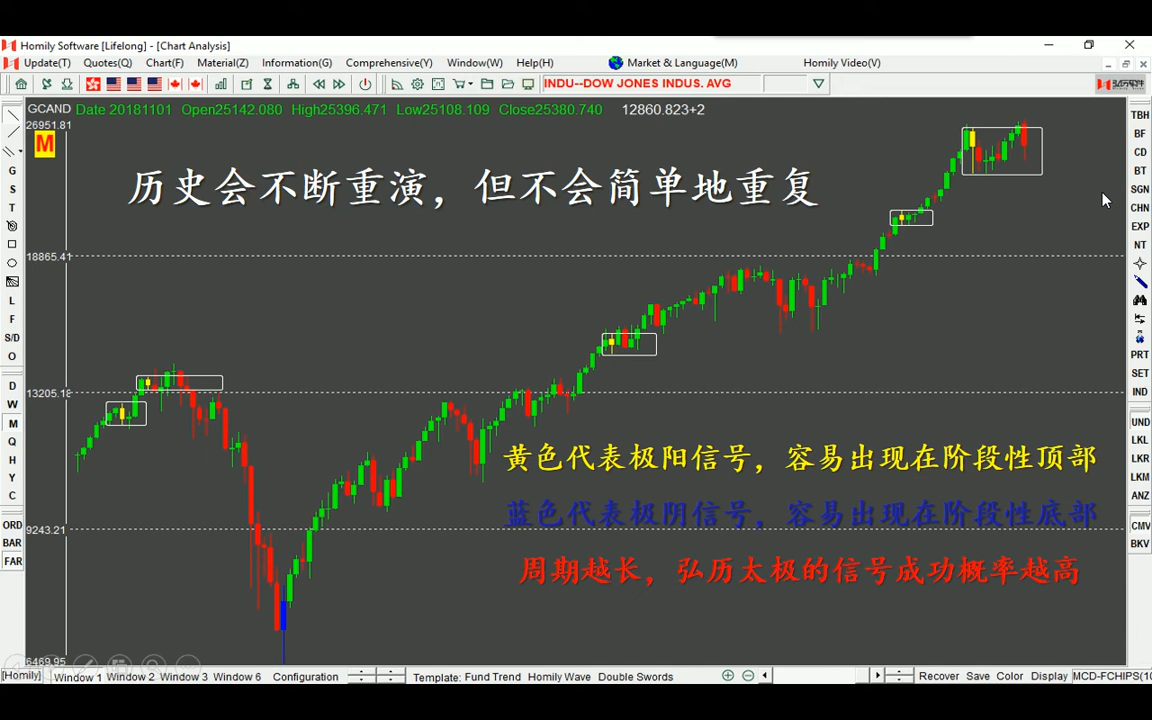 Homily Software [Lifelong] - [Chart Analysis]
Update(T) Quotes(Q) Chart(F) Material(Z) Information(G) Comprehensive(Y) Window(W) Help(H) Market & Language(M) Homily Video(V)
INDU--DOW JONES INDUS. AVG
GCAND Date 20181101 Open25142.080 High25396.471 Low25108.109 Close25380.740 12860.823+2
26951.81
M
历史会不断重演，但不会简单地重复
18865.41
13205.18
黄色代表极阳信号，容易出现在阶段性顶部
蓝色代表极阴信号，容易出现在阶段性底部
9243.21
周期越长，弘历太极的信号成功概率越高
6469.95
G
S
T
L
F
S/D
O
D
W
M
Q
H
Y
C
ORD
BAR
FAR
TBH
BF
CD
BT
SGN
CHN
EXP
NT
PRT
SET
IND
UND
LKL
LKR
LKM
ANZ
CMV
BKV
[Homily] Window 1 Window 2 Window 3 Window 6 Configuration Template: Fund Trend Homily Wave Double Swords Recover Save Color Display MCD-FCHIPS(10